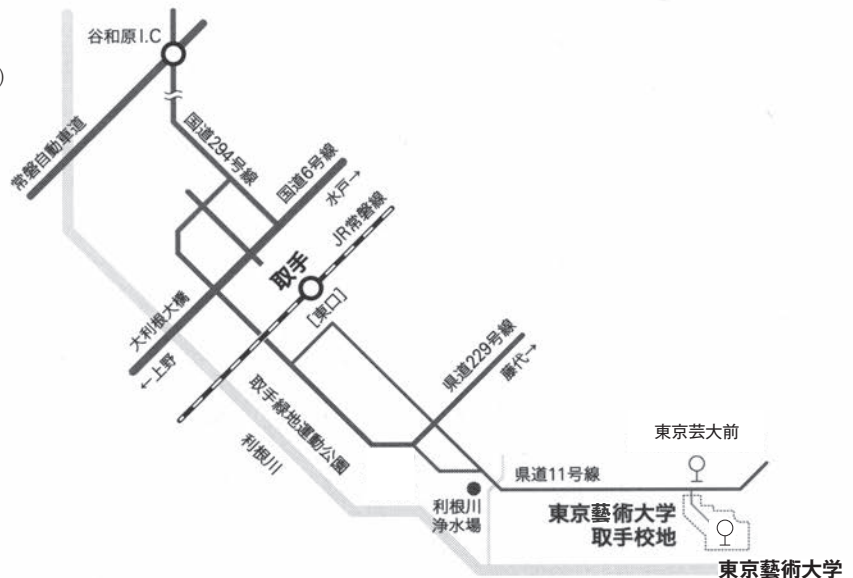 )
谷和原I.C
常磐自動車道
国道294号線
国道6号線
水戸→
JR常磐線
取手
[東口]
大利根大橋
←上野
県道229号線
藤代→
取手緑地運動公園
利根川
東京芸大前
県道11号線
利根川
浄水場
東京藝術大学
取手校地
東京藝術大学